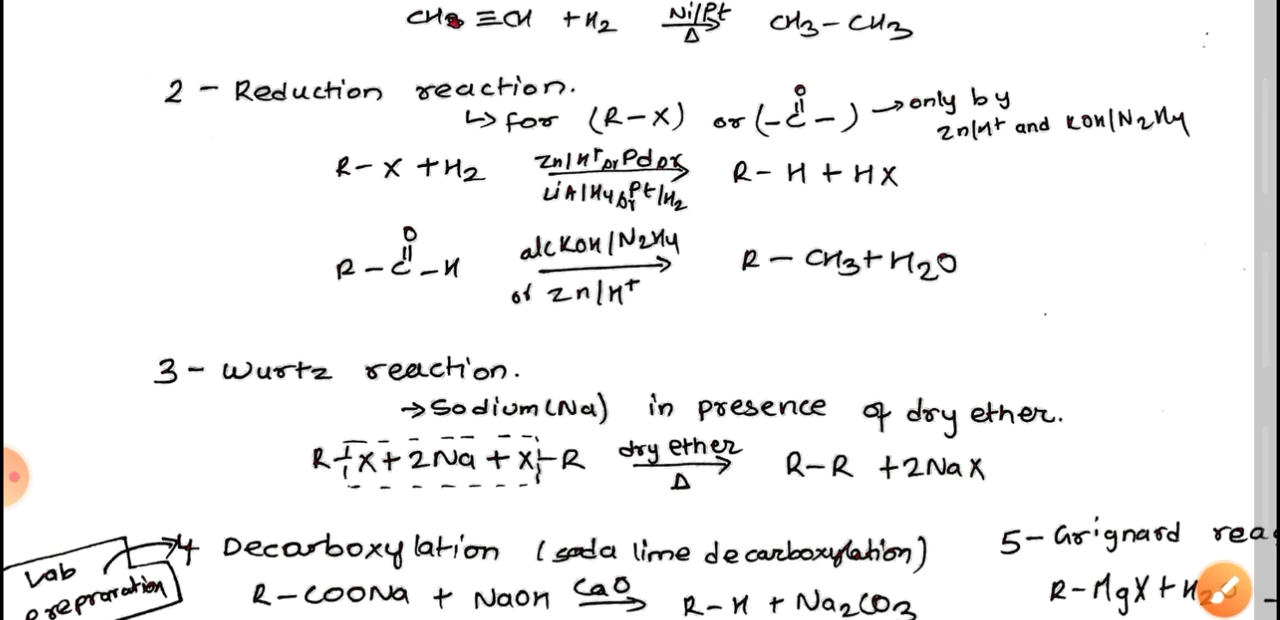 CH≡CH + H2 Ni/Pt Δ CH3-CH3
2 - Reduction reaction.
↳ for (R-X) or (-C-) O → only by
Zn/H+ and KOH/N2H4
R-X + H2 Zn/H+ or Pd or LiAlH4 or Pt/H2 → R-H + HX
O
R-C-H alc KOH/N2H4 or Zn/H+ → R-CH3 + H2O
3 - Wurtz reaction.
→ Sodium (Na) in presence of dry ether.
R-X + 2Na + X-R dry ether Δ → R-R + 2NaX
4 Decarboxylation (soda lime decarboxylation)
Lab preprartion
R-COONa + NaOH CaO → R-H + Na2CO3
5 - Grignard rea
R-MgX + H2